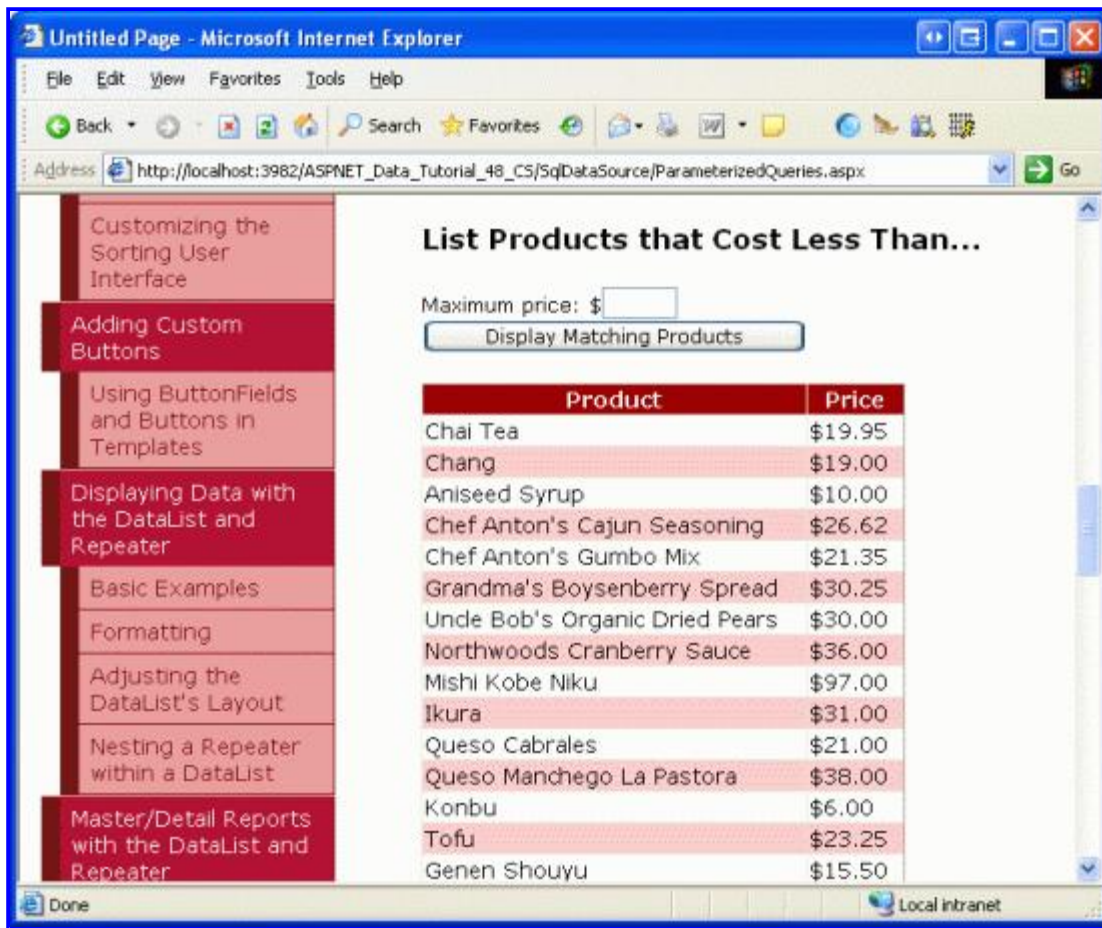 Untitled Page - Microsoft Internet Explorer
File Edit View Favorites Tools Help
Back Search Favorites
Address http://localhost:3982/ASPNET_Data_Tutorial_48_CS/SqlDataSource/ParameterizedQueries.aspx Go
Customizing the
Sorting User
Interface
Adding Custom
Buttons
Using ButtonFields
and Buttons in
Templates
Displaying Data with
the DataList and
Repeater
Basic Examples
Formatting
Adjusting the
DataList's Layout
Nesting a Repeater
within a DataList
Master/Detail Reports
with the DataList and
Repeater
List Products that Cost Less Than...
Maximum price: $
Display Matching Products
Product Price
Chai Tea $19.95
Chang $19.00
Aniseed Syrup $10.00
Chef Anton's Cajun Seasoning $26.62
Chef Anton's Gumbo Mix $21.35
Grandma's Boysenberry Spread $30.25
Uncle Bob's Organic Dried Pears $30.00
Northwoods Cranberry Sauce $36.00
Mishi Kobe Niku $97.00
Ikura $31.00
Queso Cabrales $21.00
Queso Manchego La Pastora $38.00
Konbu $6.00
Tofu $23.25
Genen Shouyu $15.50
Done Local intranet